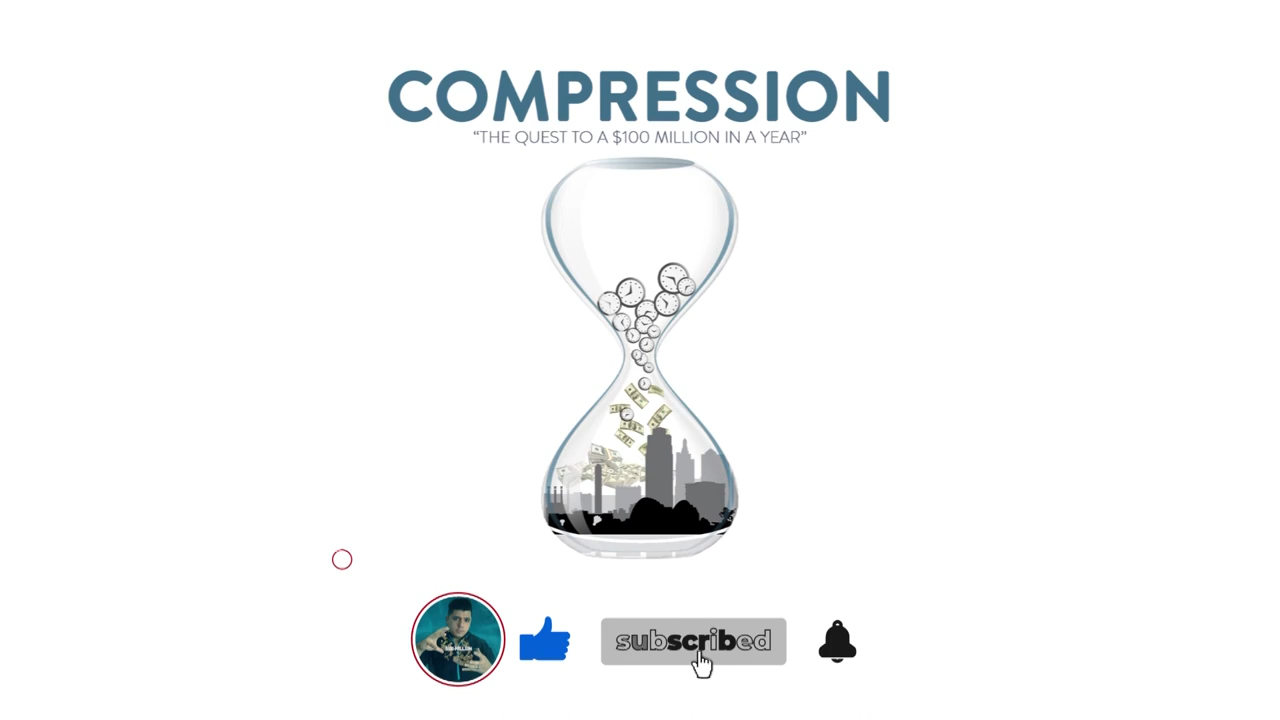 COMPRESSION
“THE QUEST TO A $100 MILLION IN A YEAR”
subscribed